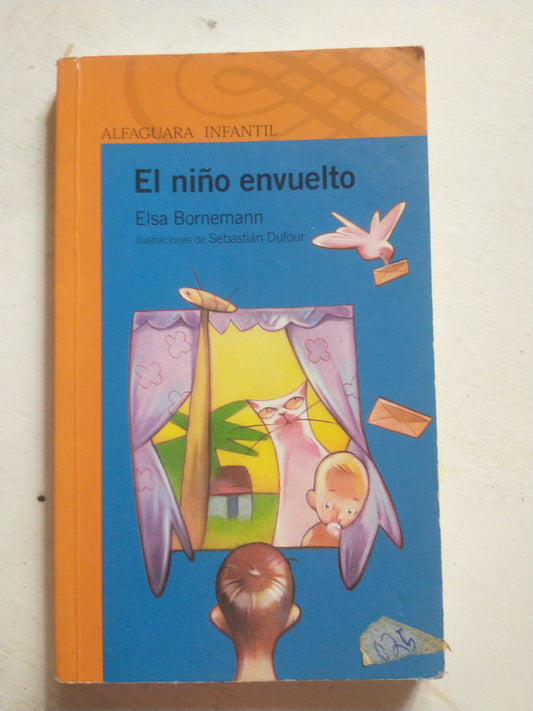 ALFAGUARA INFANTIL
El niño envuelto
Elsa Bornemann
Ilustraciones de Sebastián Dufour